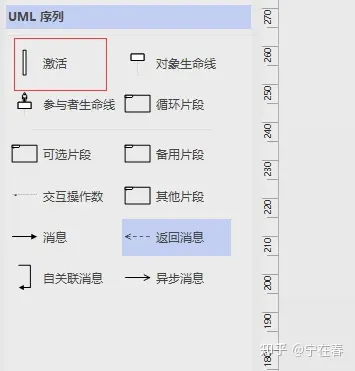 UML 序列
激活
对象生命线
参与者生命线
循环片段
可选片段
备用片段
交互操作数
其他片段
消息
返回消息
自关联消息
异步消息
270
260
250
240
230
220
210
200
190
知乎 @宁在春